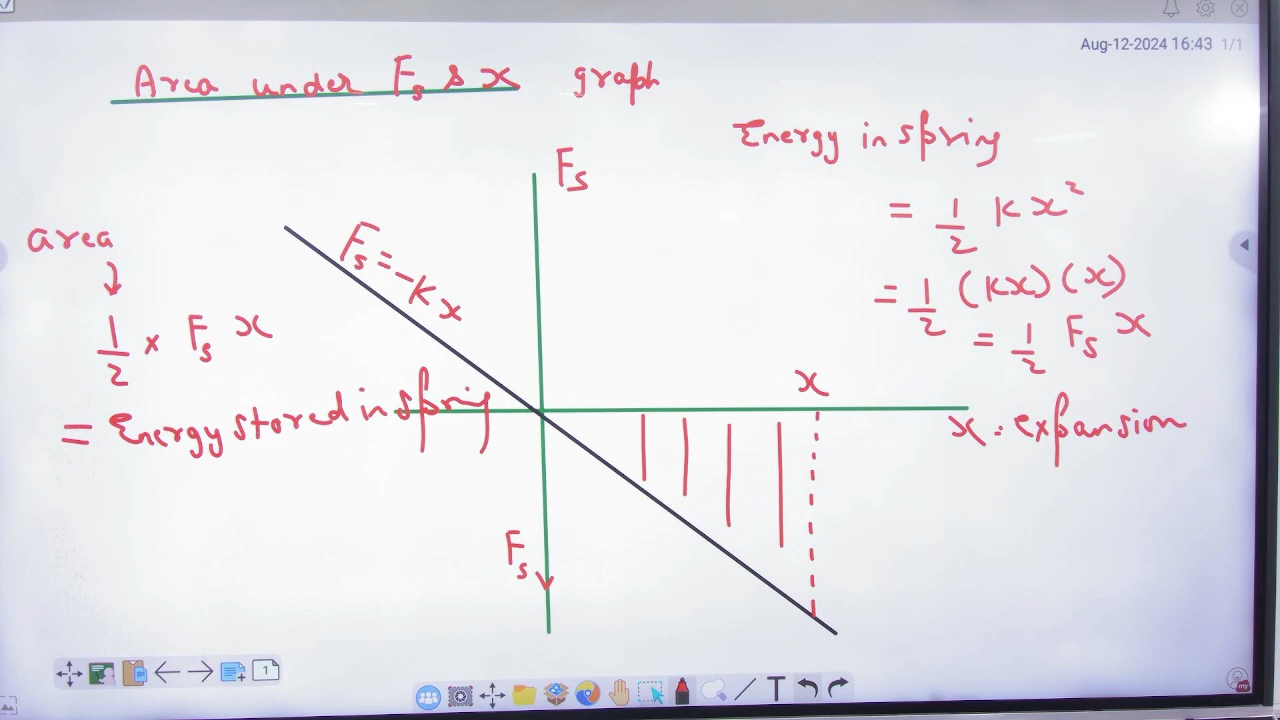 Aug-12-2024 16:43 1/1
Area under Fs & x graph
Energy in spring
= 1/2 kx²
= 1/2 (kx)(x)
= 1/2 Fs x
Fs
Fs = -kx
area
↓
1/2 × Fs x
= Energy stored in spring
x
x : expansion
Fs
1
T